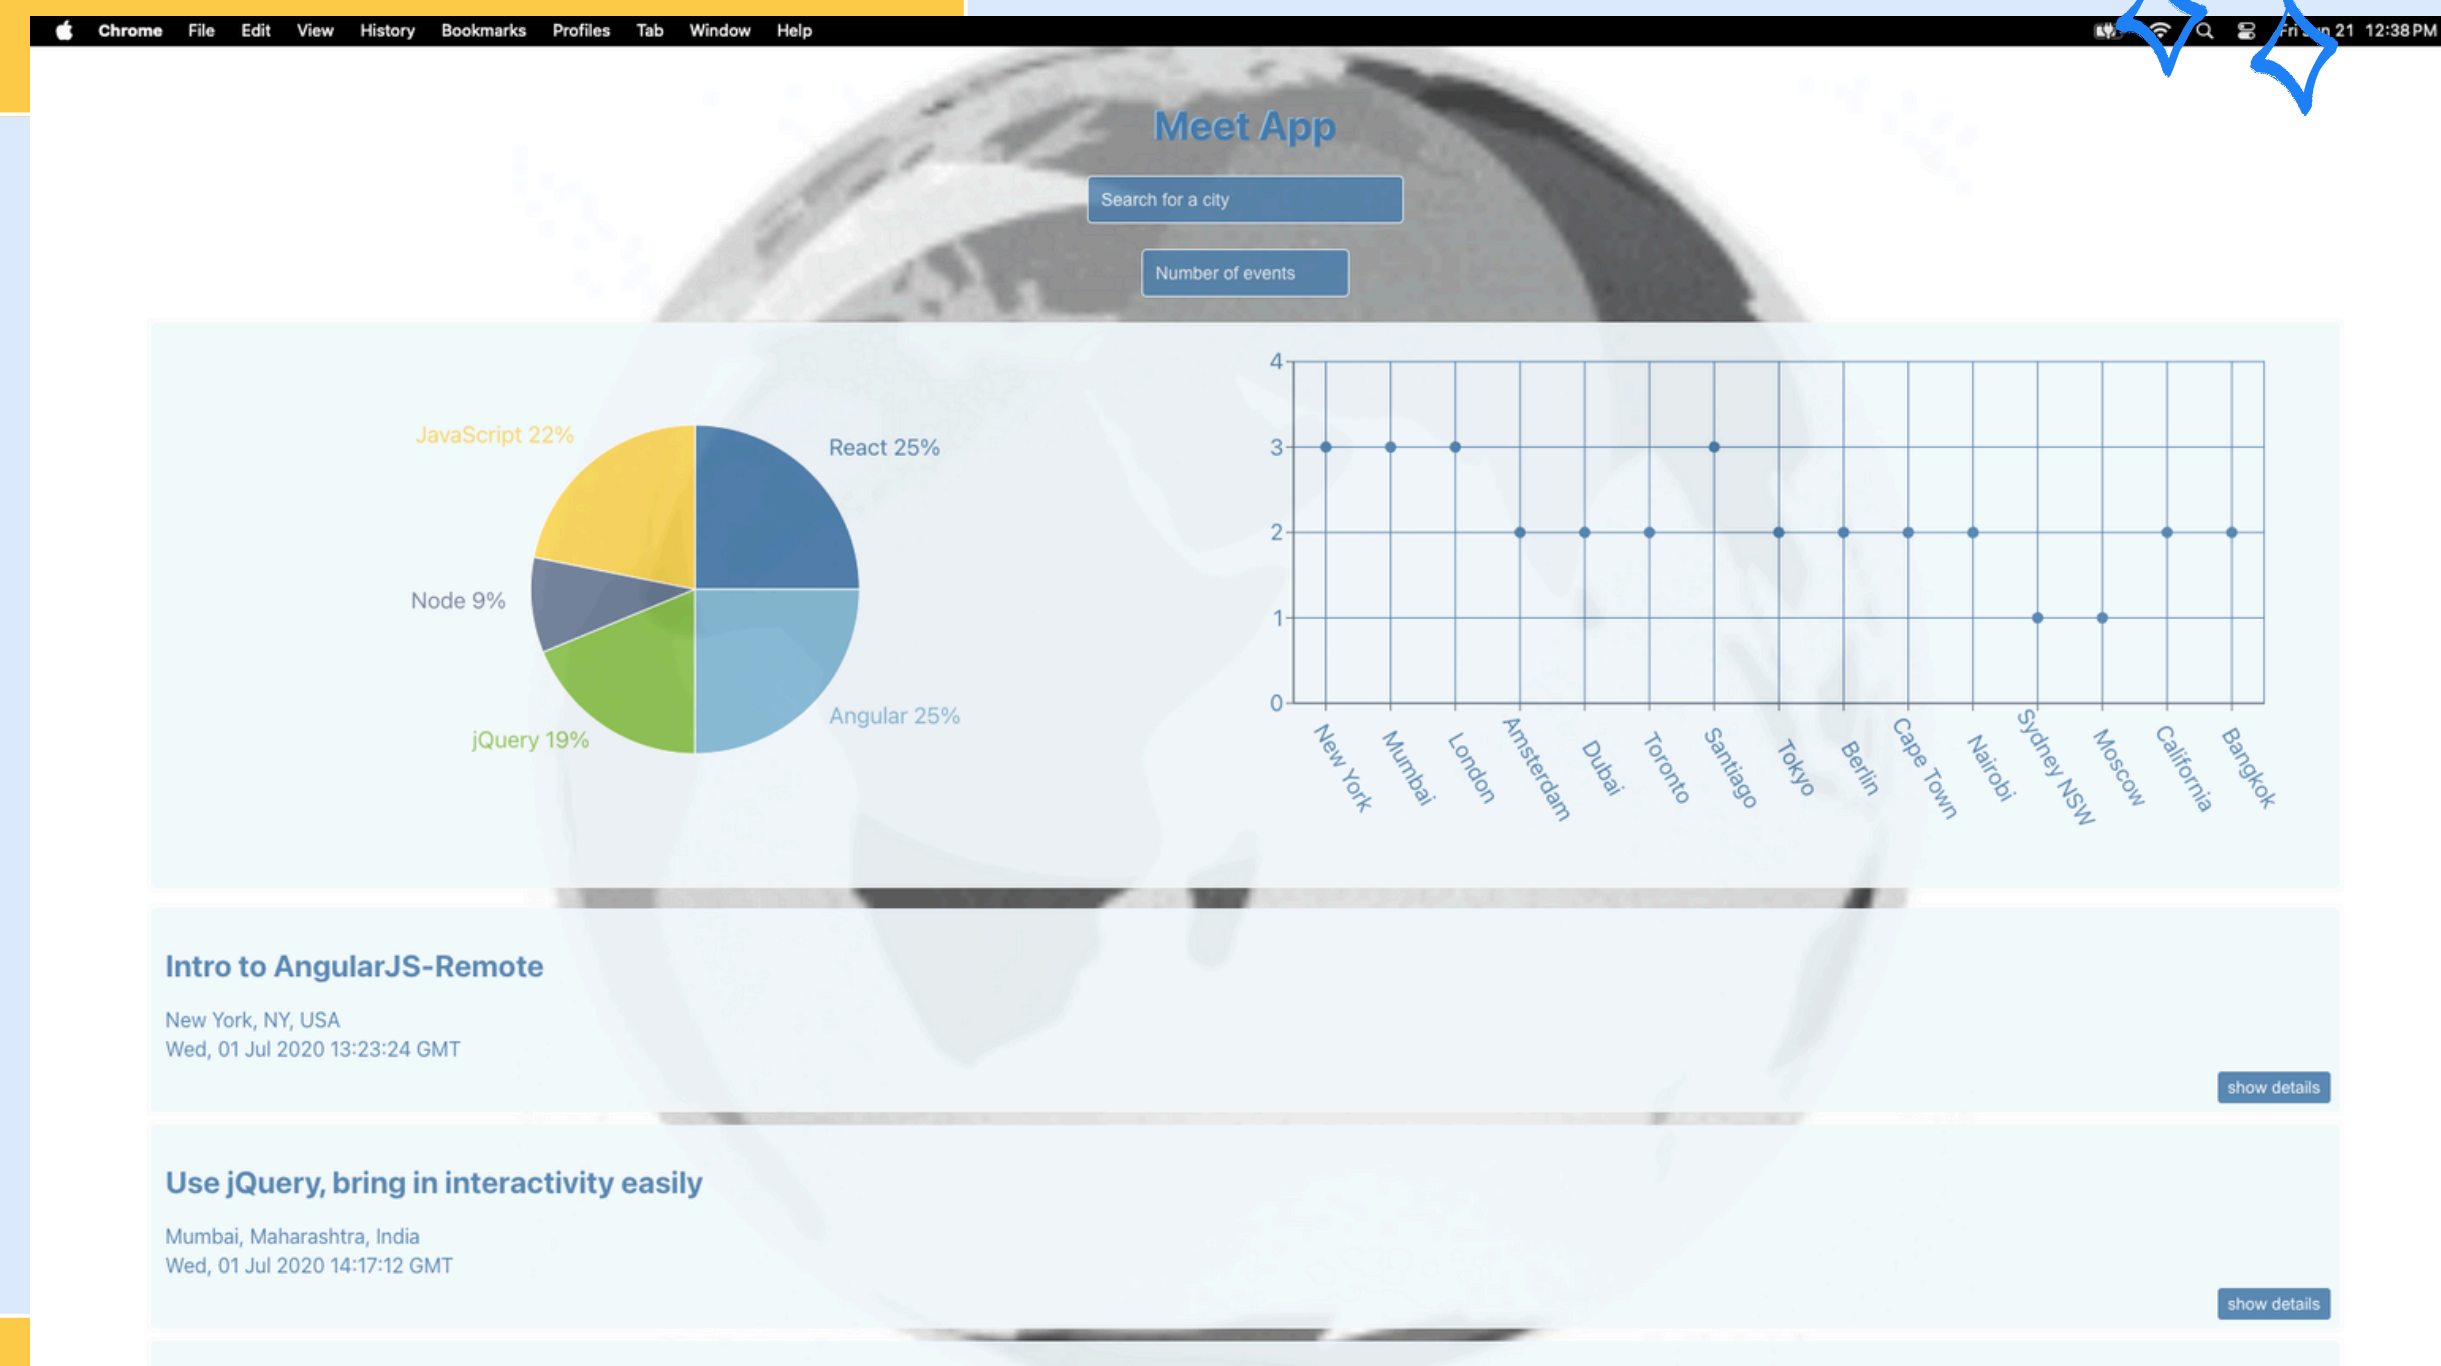 Chrome File Edit View History Bookmarks Profiles Tab Window Help
Fri 21 12:38 PM
Meet App
Search for a city
Number of events
JavaScript 22%
React 25%
Node 9%
jQuery 19%
Angular 25%
4
3
2
1
0
New York
Mumbai
London
Amsterdam
Dubai
Toronto
Santiago
Tokyo
Berlin
Cape Town
Nairobi
Sydney NSW
Moscow
California
Bangkok
Intro to AngularJS-Remote
New York, NY, USA
Wed, 01 Jul 2020 13:23:24 GMT
show details
Use jQuery, bring in interactivity easily
Mumbai, Maharashtra, India
Wed, 01 Jul 2020 14:17:12 GMT
show details